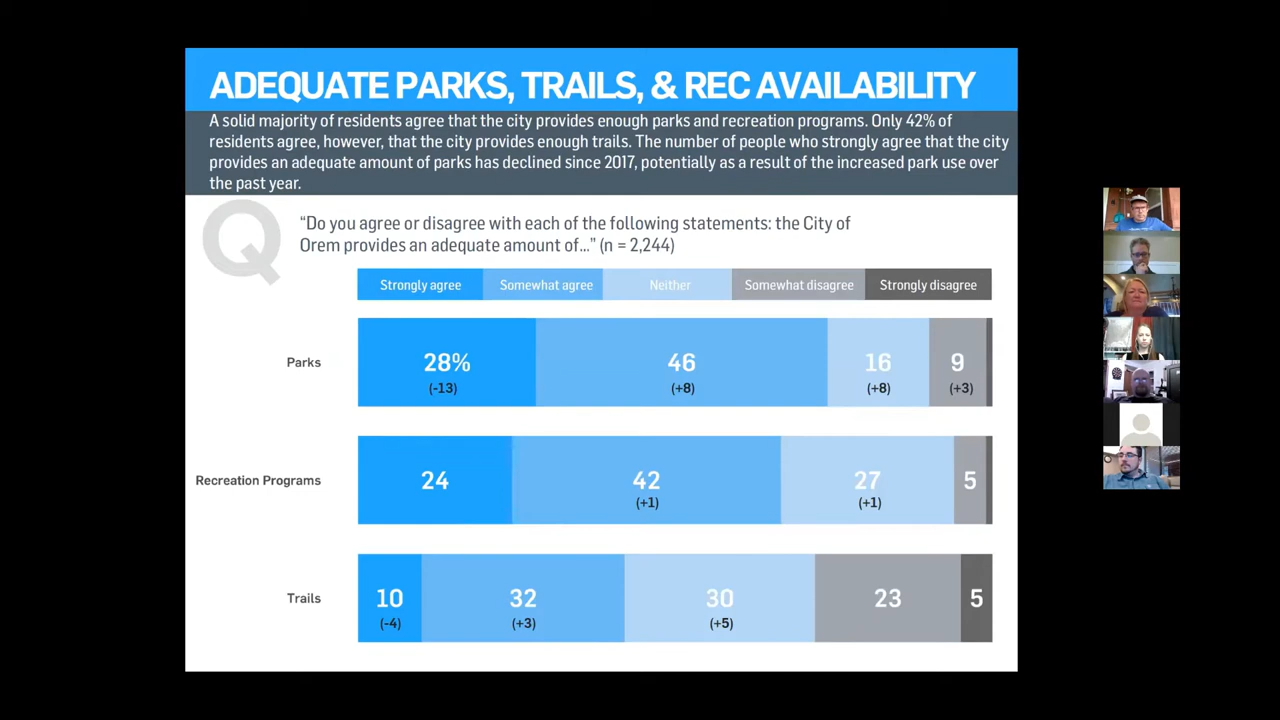 ADEQUATE PARKS, TRAILS, & REC AVAILABILITY
A solid majority of residents agree that the city provides enough parks and recreation programs. Only 42% of
residents agree, however, that the city provides enough trails. The number of people who strongly agree that the city
provides an adequate amount of parks has declined since 2017, potentially as a result of the increased park use over
the past year.
Q
“Do you agree or disagree with each of the following statements: the City of
Orem provides an adequate amount of…” (n = 2,244)
Strongly agree Somewhat agree Neither Somewhat disagree Strongly disagree
Parks 28% 46 16 9
(-13) (+8) (+8) (+3)
Recreation Programs 24 42 27 5
(+1) (+1)
Trails 10 32 30 23 5
(-4) (+3) (+5)